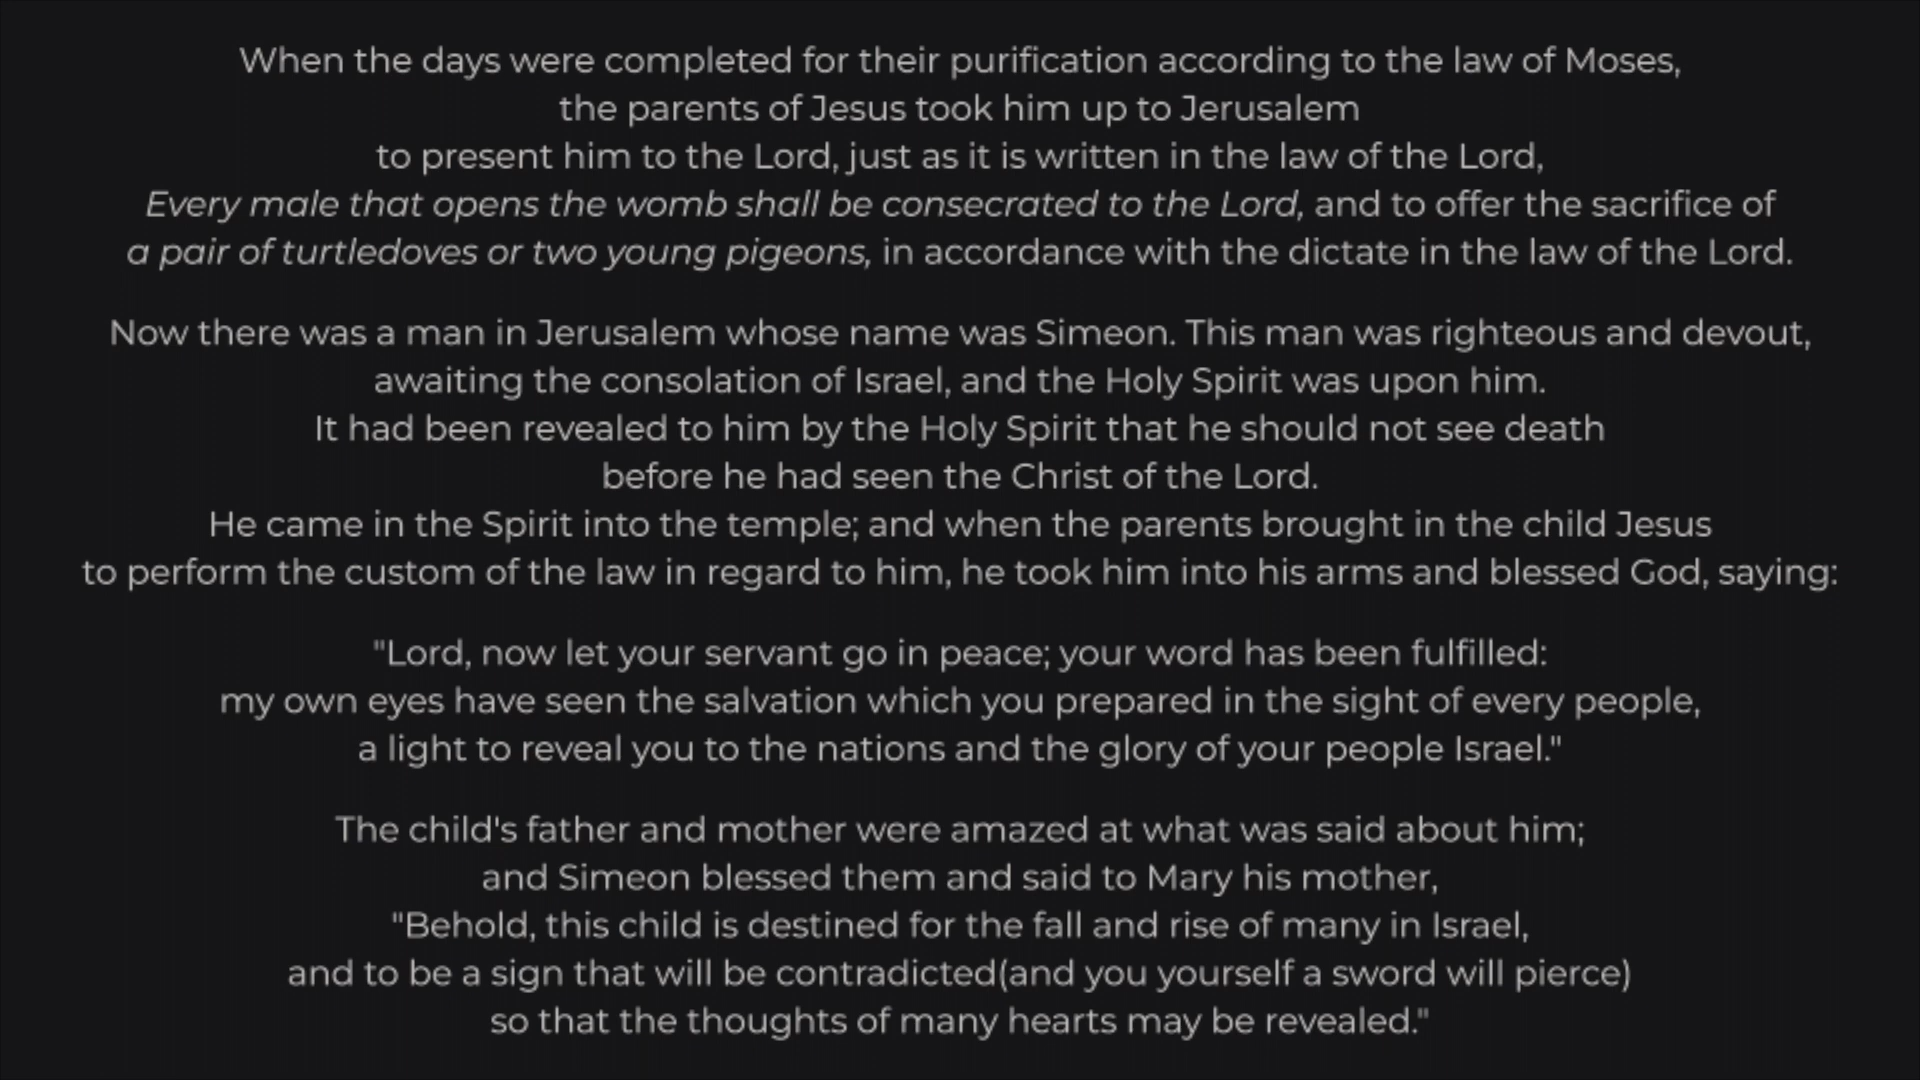 When the days were completed for their purification according to the law of Moses,
the parents of Jesus took him up to Jerusalem
to present him to the Lord, just as it is written in the law of the Lord,
Every male that opens the womb shall be consecrated to the Lord, and to offer the sacrifice of
a pair of turtledoves or two young pigeons, in accordance with the dictate in the law of the Lord.
Now there was a man in Jerusalem whose name was Simeon. This man was righteous and devout,
awaiting the consolation of Israel, and the Holy Spirit was upon him.
It had been revealed to him by the Holy Spirit that he should not see death
before he had seen the Christ of the Lord.
He came in the Spirit into the temple; and when the parents brought in the child Jesus
to perform the custom of the law in regard to him, he took him into his arms and blessed God, saying:
"Lord, now let your servant go in peace; your word has been fulfilled:
my own eyes have seen the salvation which you prepared in the sight of every people,
a light to reveal you to the nations and the glory of your people Israel."
The child's father and mother were amazed at what was said about him;
and Simeon blessed them and said to Mary his mother,
"Behold, this child is destined for the fall and rise of many in Israel,
and to be a sign that will be contradicted(and you yourself a sword will pierce)
so that the thoughts of many hearts may be revealed."